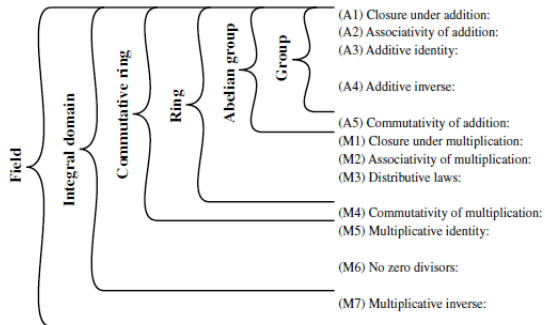 Field
Integral domain
Commutative ring
Ring
Abelian group
Group
(A1) Closure under addition:
(A2) Associativity of addition:
(A3) Additive identity:
(A4) Additive inverse:
(A5) Commutativity of addition:
(M1) Closure under multiplication:
(M2) Associativity of multiplication:
(M3) Distributive laws:
(M4) Commutativity of multiplication:
(M5) Multiplicative identity:
(M6) No zero divisors:
(M7) Multiplicative inverse: